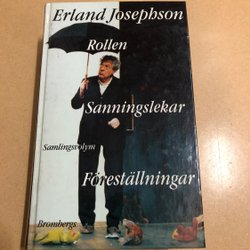 Erland Josephson
Rollen
Sanningslekar
Samlingsvolym
Föreställningar
Brombergs